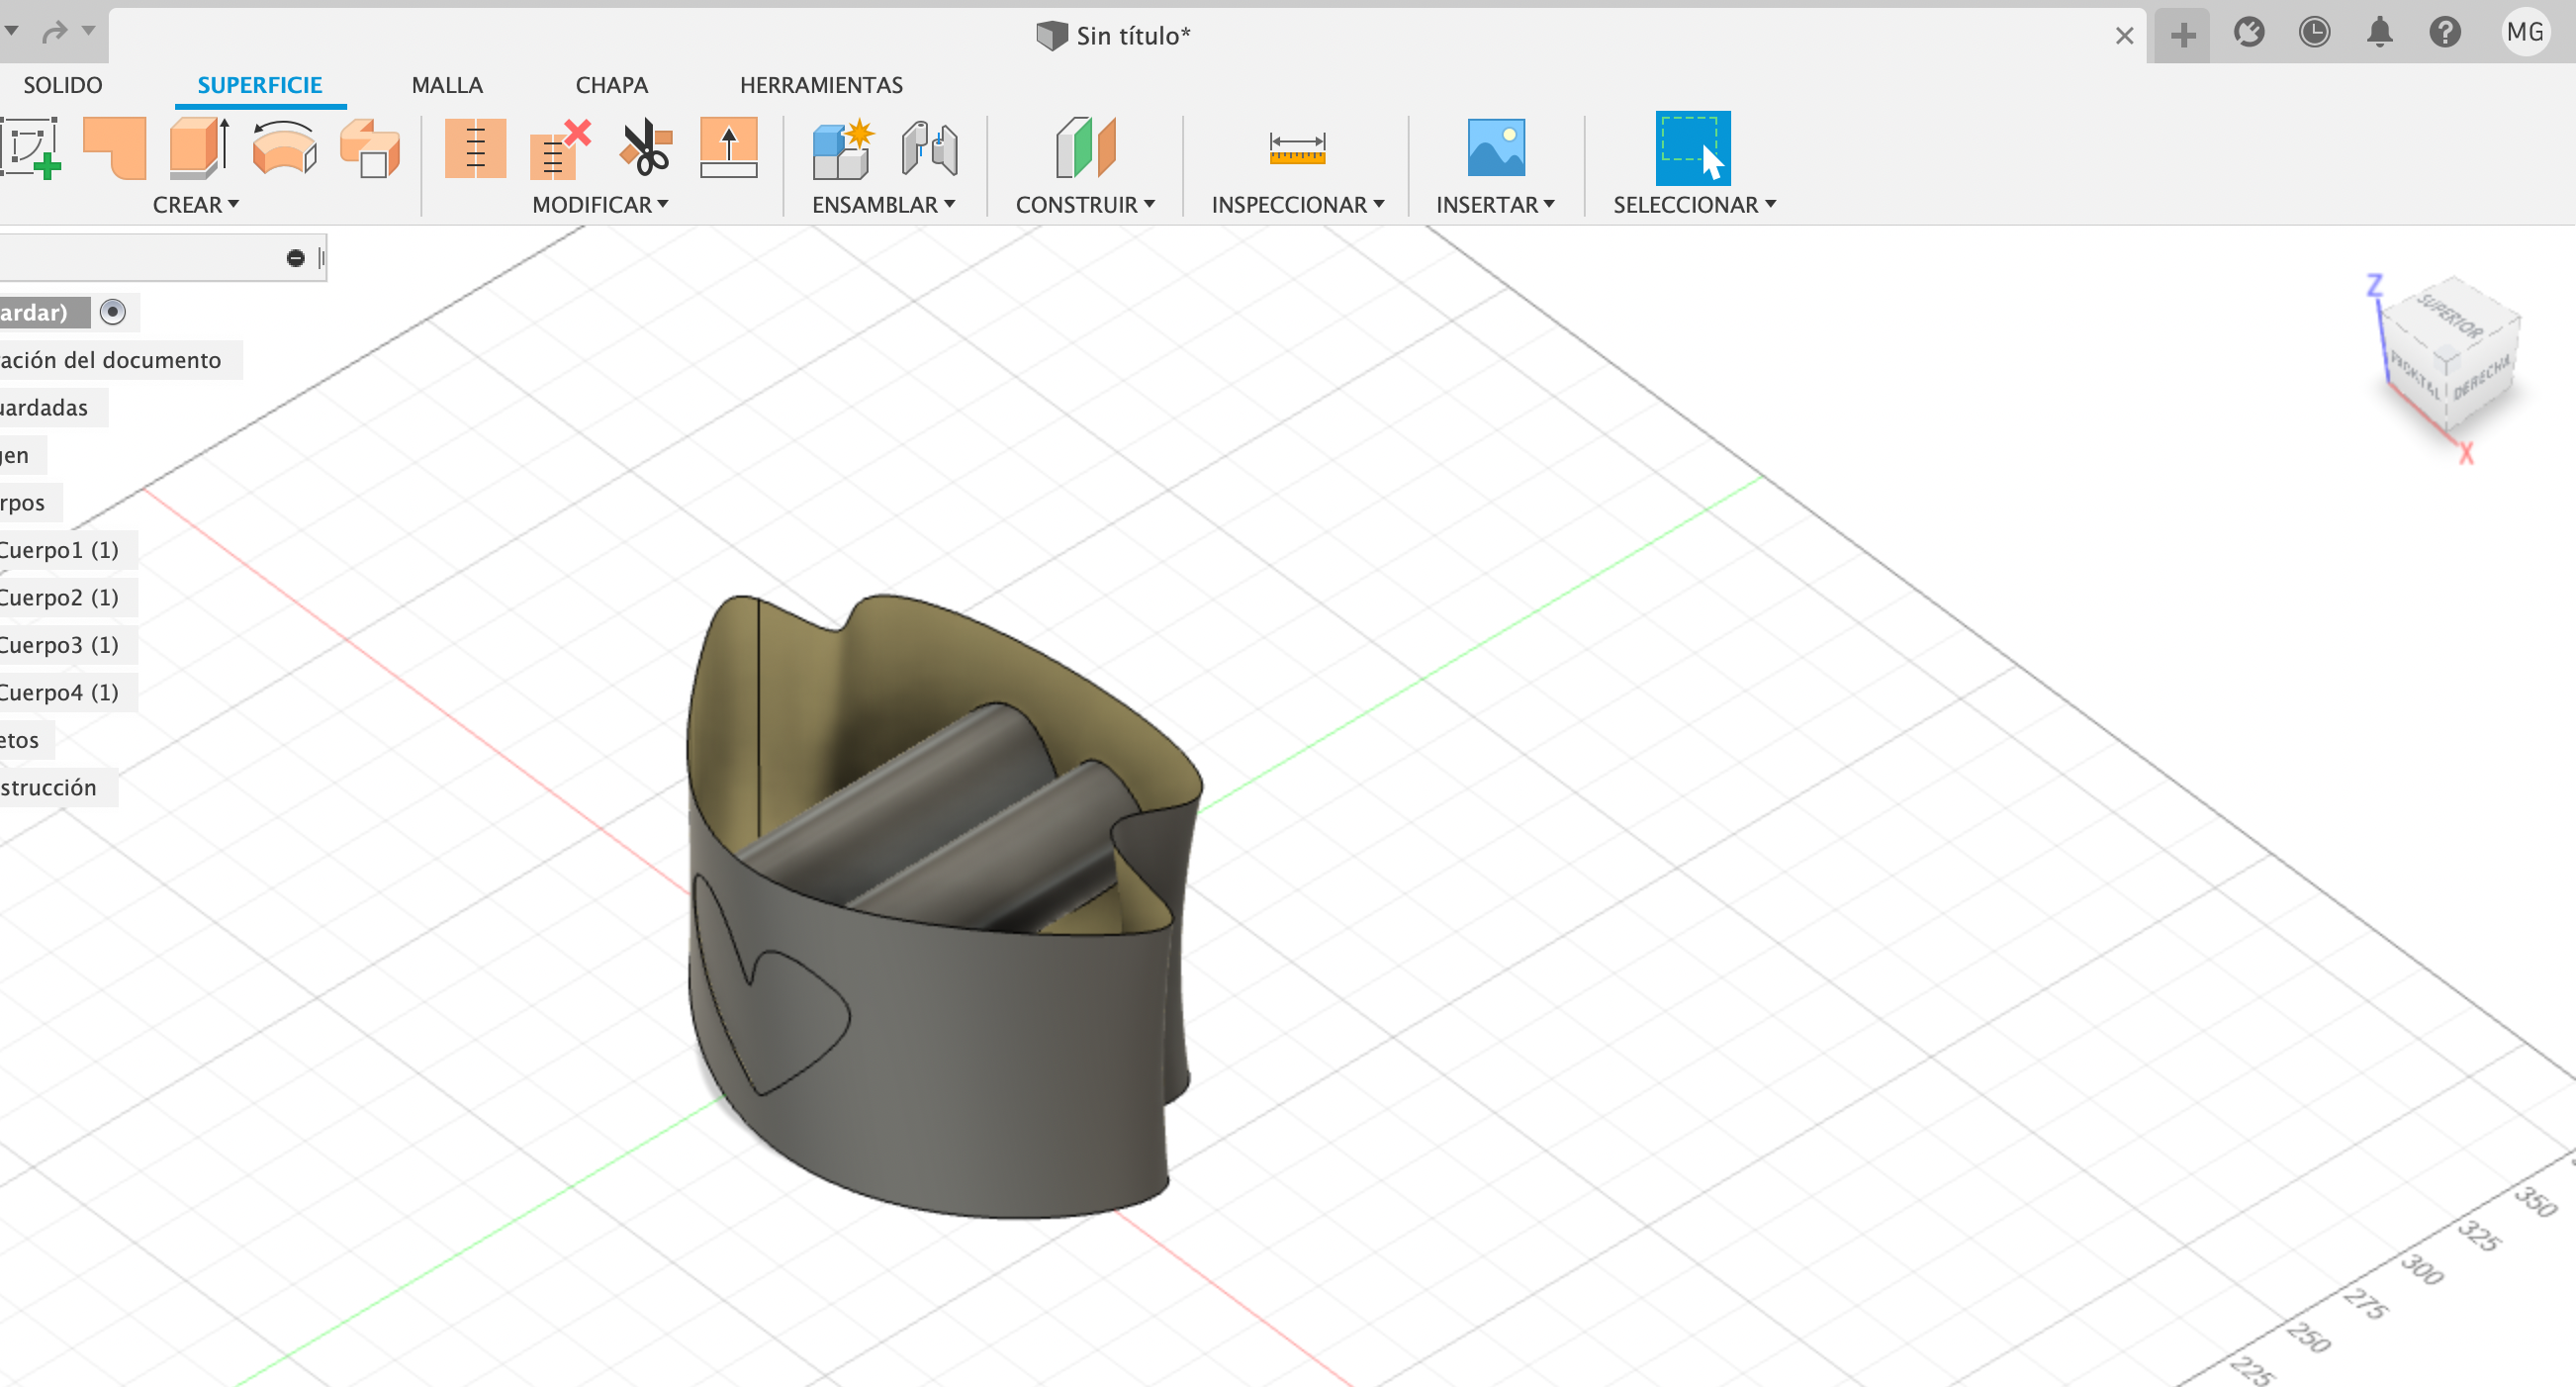 Sin título*
MG
SOLIDO SUPERFICIE MALLA CHAPA HERRAMIENTAS
CREAR MODIFICAR ENSAMBLAR CONSTRUIR INSPECCIONAR INSERTAR SELECCIONAR
ardar)
ación del documento
uardadas
gen
rpos
Cuerpo1 (1)
Cuerpo2 (1)
Cuerpo3 (1)
Cuerpo4 (1)
etos
strucción
Z
SUPERIOR
FRONTAL DERECHA
X
350
325
300
275
250
225